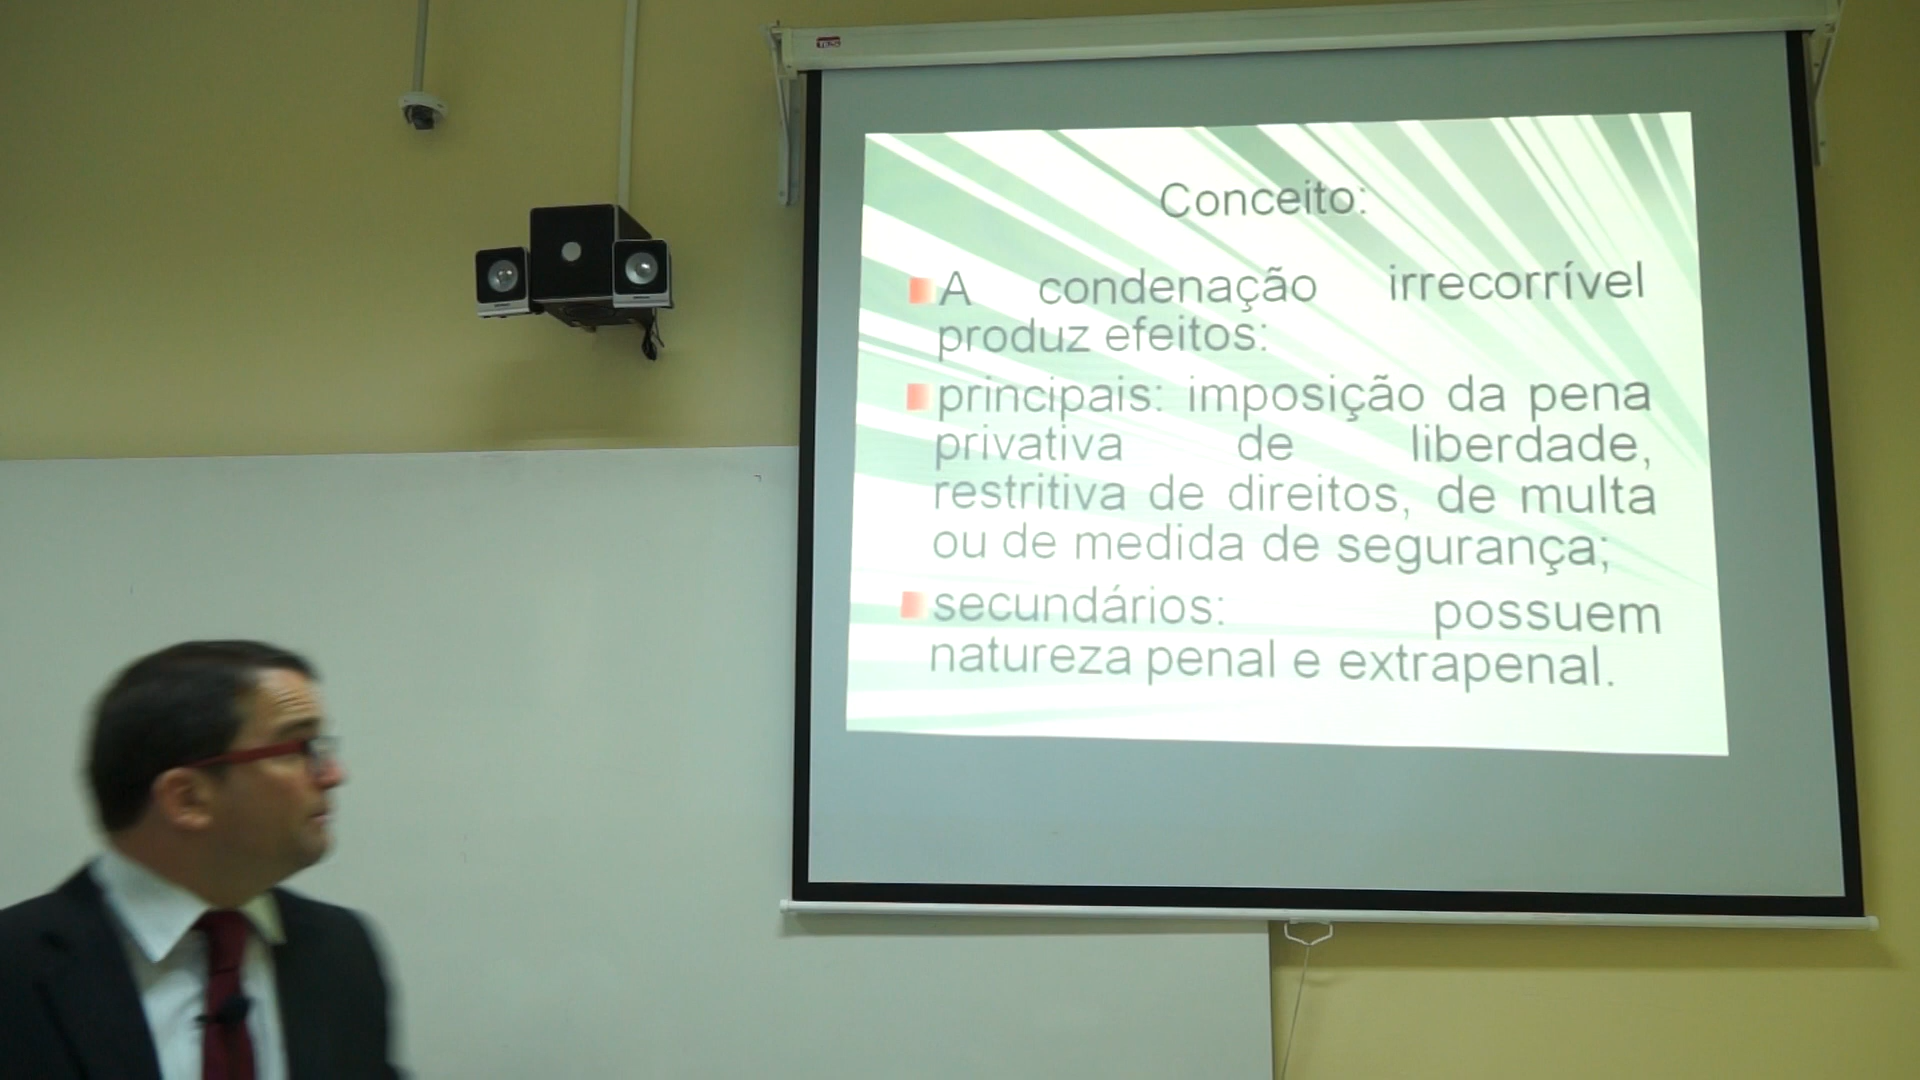 Conceito:
A condenação irrecorrível
produz efeitos:
principais: imposição da pena
privativa de liberdade,
restritiva de direitos, de multa
ou de medida de segurança;
secundários: possuem
natureza penal e extrapenal.